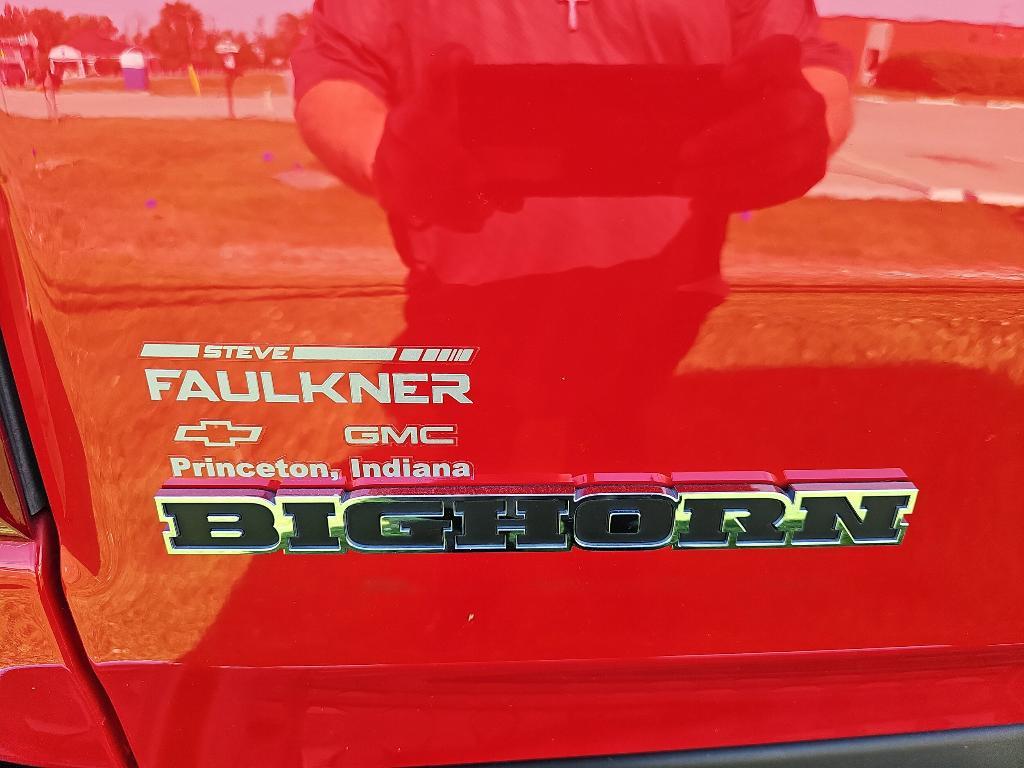 STEVE
FAULKNER
GMC
Princeton, Indiana
BIGHORN